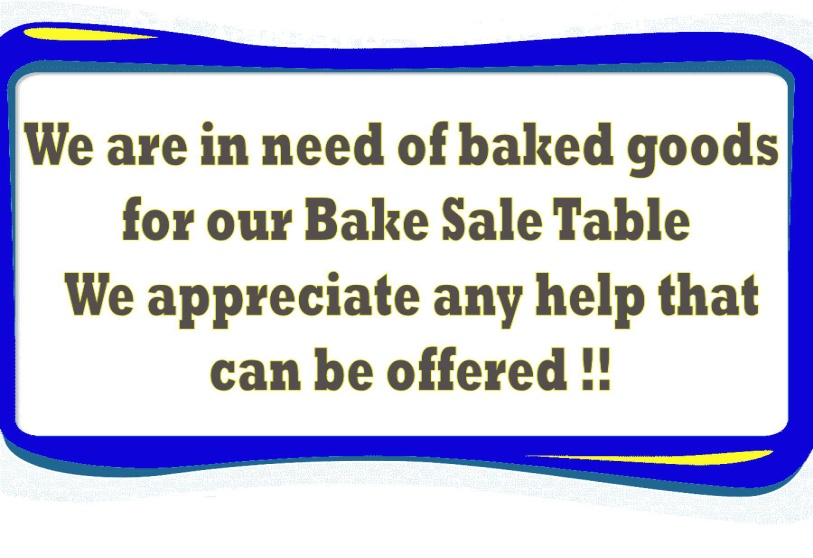 We are in need of baked goods
for our Bake Sale Table
We appreciate any help that
can be offered !!